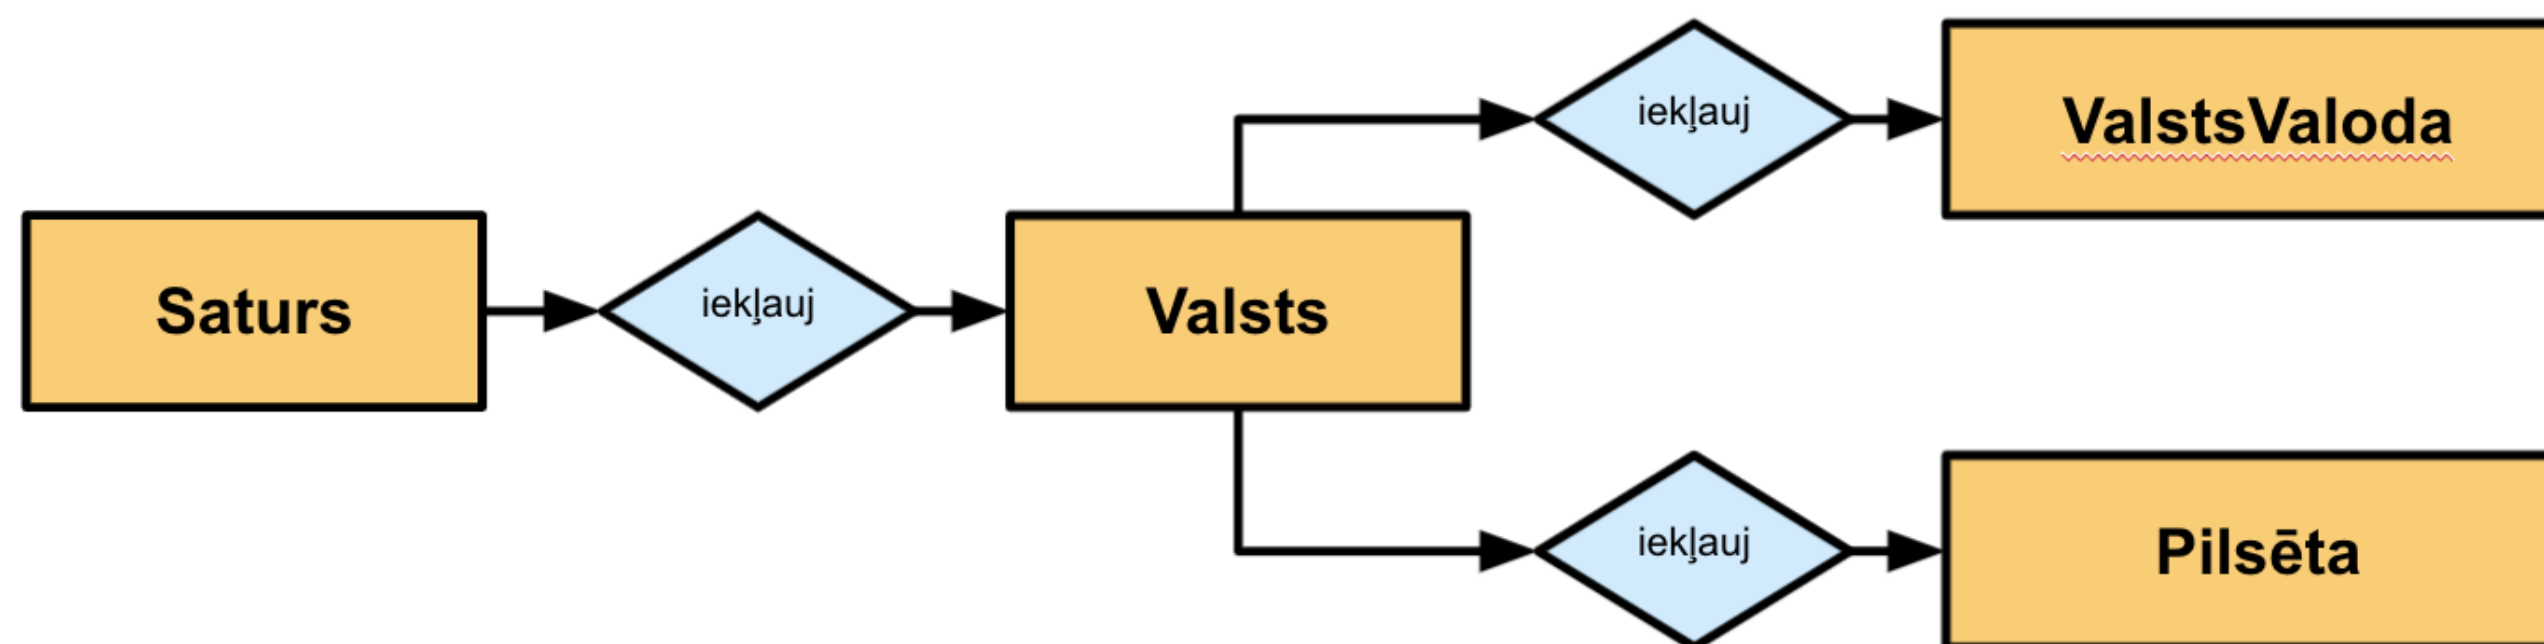 iekļauj
ValstsValoda
Saturs
iekļauj
Valsts
iekļauj
Pilsēta